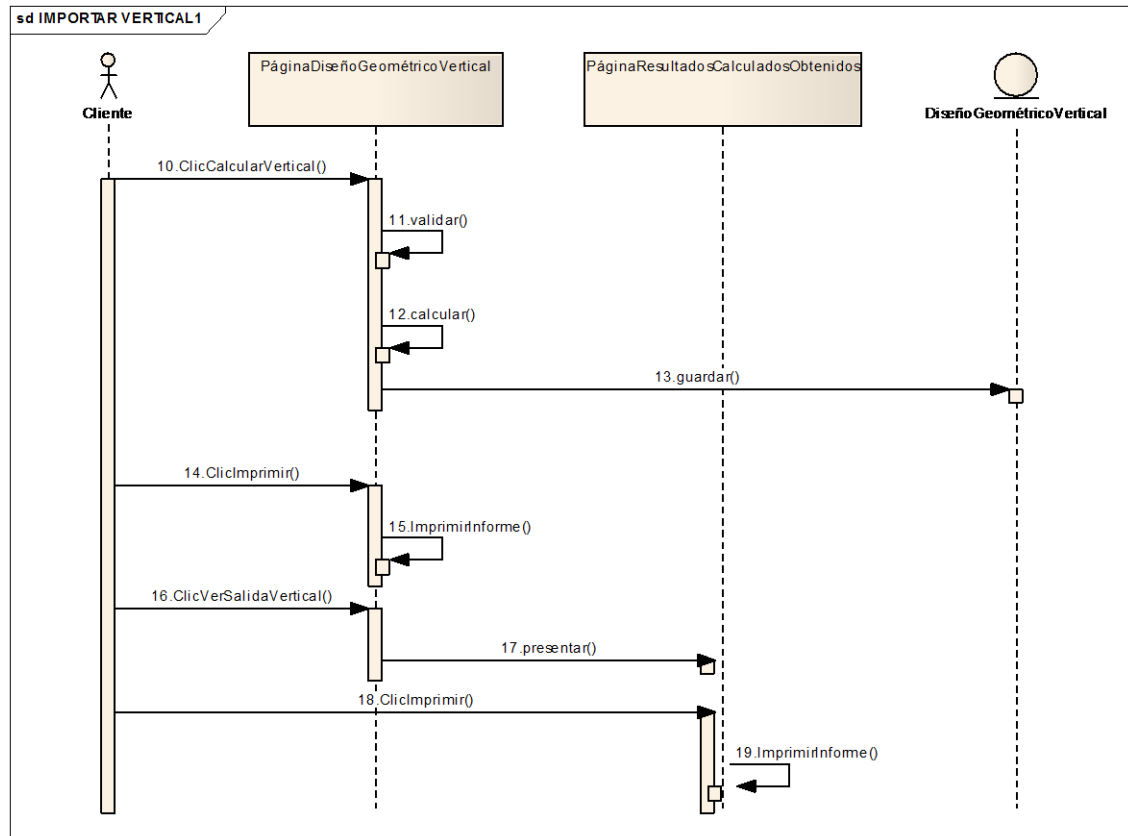 sd IMPORTAR VERTICAL1
PáginaDiseñoGeométricoVertical
PáginaResultadosCalculadosObtenidos
Cliente
DiseñoGeométricoVertical
10.ClicCalcularVertical()
11.validar()
12.calcular()
13.guardar()
14.ClicImprimir()
15.ImprimirInforme()
16.ClicVerSalidaVertical()
17.presentar()
18.ClicImprimir()
19.ImprimirInforme()